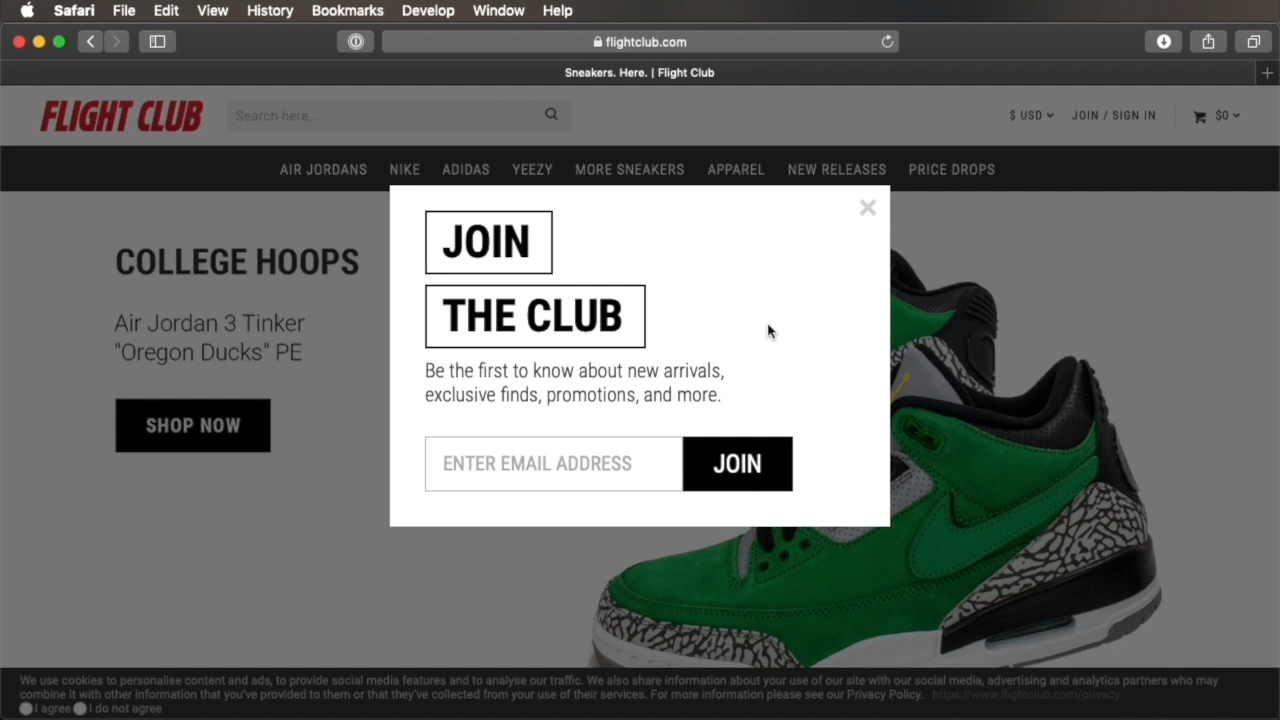 Safari File Edit View History Bookmarks Develop Window Help
flightclub.com
Sneakers. Here. | Flight Club
FLIGHT CLUB Search here... $ USD JOIN / SIGN IN $0
AIR JORDANS NIKE ADIDAS YEEZY MORE SNEAKERS APPAREL NEW RELEASES PRICE DROPS
JOIN
THE CLUB
Be the first to know about new arrivals,
exclusive finds, promotions, and more.
ENTER EMAIL ADDRESS JOIN
COLLEGE HOOPS
Air Jordan 3 Tinker
"Oregon Ducks" PE
SHOP NOW
We use cookies to personalise content and ads, to provide social media features and to analyse our traffic. We also share information about your use of our site with our social media, advertising and analytics partners who may
combine it with other information that you've provided to them or that they've collected from your use of their services. For more information please see our Privacy Policy. https://www.flightclub.com/privacy
I agree I do not agree